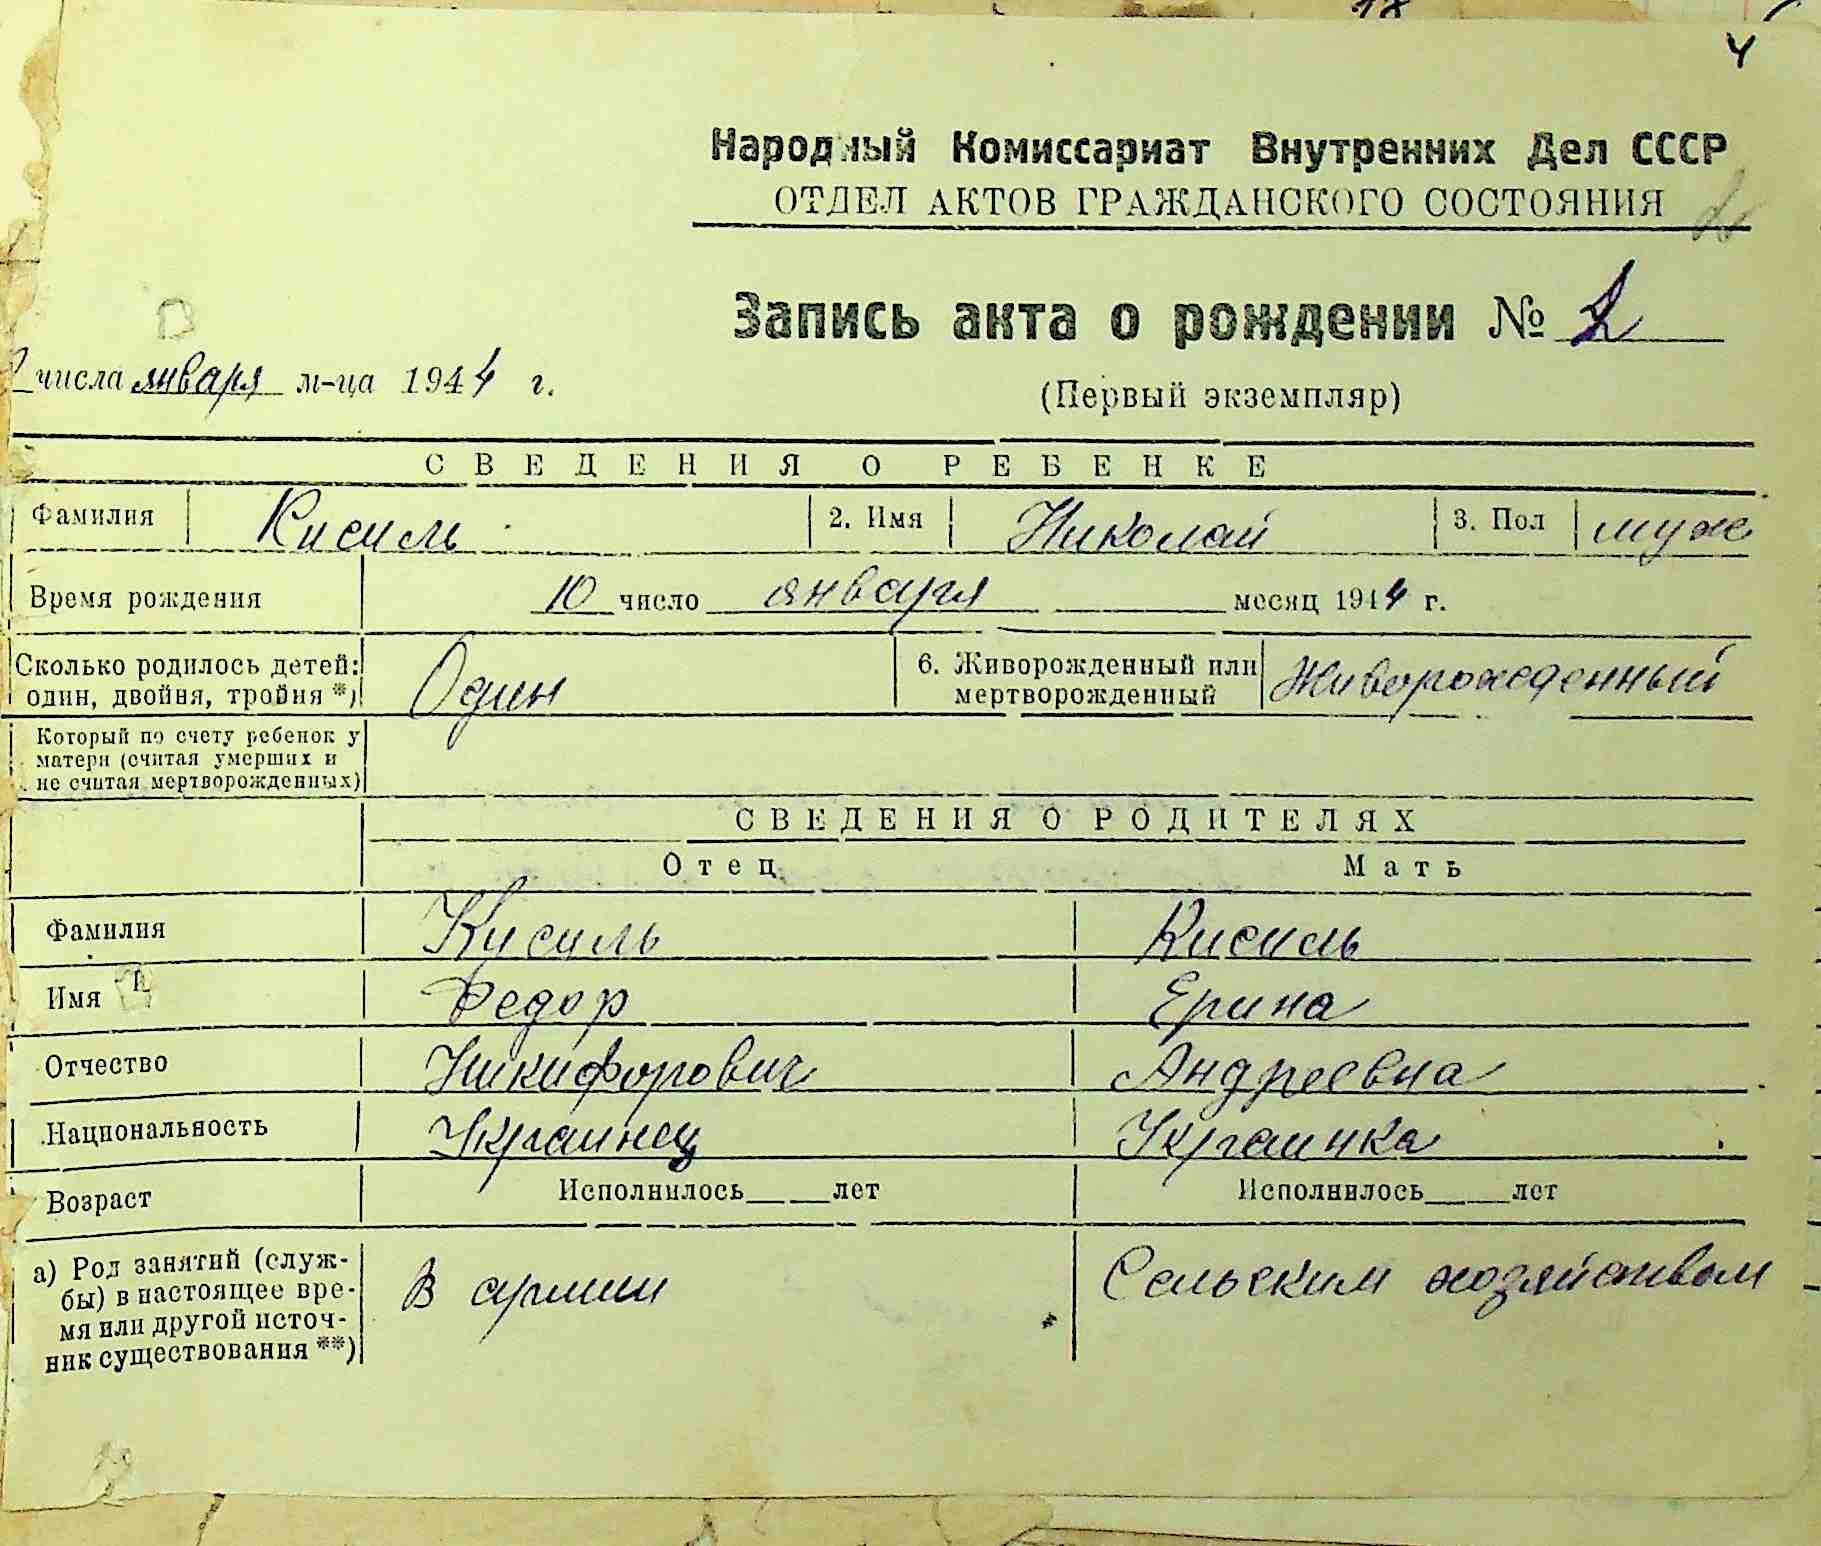 4
Народный Комиссариат Внутренних Дел СССР
ОТДЕЛ АКТОВ ГРАЖДАНСКОГО СОСТОЯНИЯ
Запись акта о рождении № 2
числа января м-ца 1944 г.
(Первый экземпляр)
СВЕДЕНИЯ О РЕБЕНКЕ
Фамилия Кисиль 2. Имя Николай 3. Пол муж
Время рождения 10 число января месяц 1944 г.
Сколько родилось детей: один, двойня, тройня *) Один 6. Живорожденный или мертворожденный Живорожденный
Который по счету ребенок у
матери (считая умерших и
не считая мертворожденных)
СВЕДЕНИЯ О РОДИТЕЛЯХ
Отец Мать
Фамилия Кисиль Кисиль
Имя Федор Ерина
Отчество Никифорович Андреевна
Национальность Украинец Украинка
Возраст Исполнилось лет Исполнилось лет
а) Род занятий (служ-
бы) в настоящее вре-
мя или другой источ-
ник существования **)
В армии Сельским хозяйством